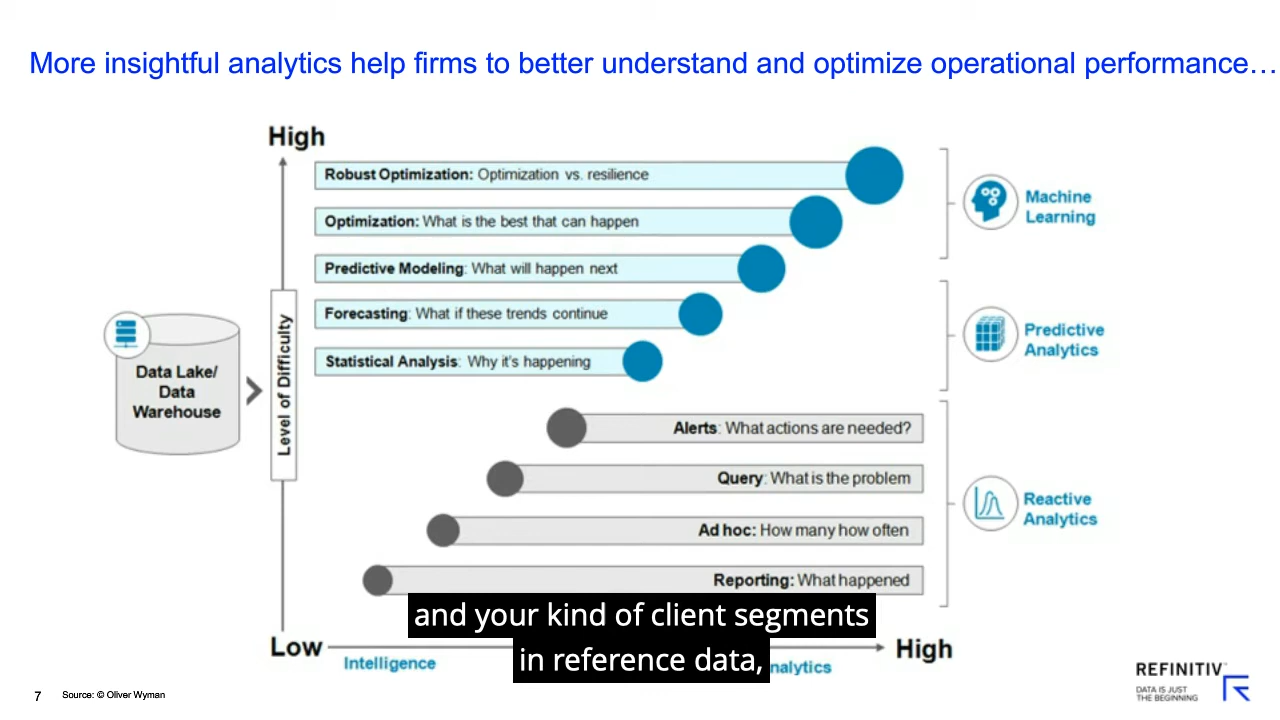 More insightful analytics help firms to better understand and optimize operational performance…
High
Robust Optimization: Optimization vs. resilience
Optimization: What is the best that can happen
Predictive Modeling: What will happen next
Forecasting: What if these trends continue
Statistical Analysis: Why it's happening
Machine
Learning
Predictive
Analytics
Data Lake/
Data
Warehouse
Level of Difficulty
Alerts: What actions are needed?
Query: What is the problem
Ad hoc: How many how often
Reporting: What happened
Reactive
Analytics
and your kind of client segments
in reference data,
Low
High
Intelligence
nalytics
REFINITIV
DATA IS JUST
THE BEGINNING
7
Source: © Oliver Wyman